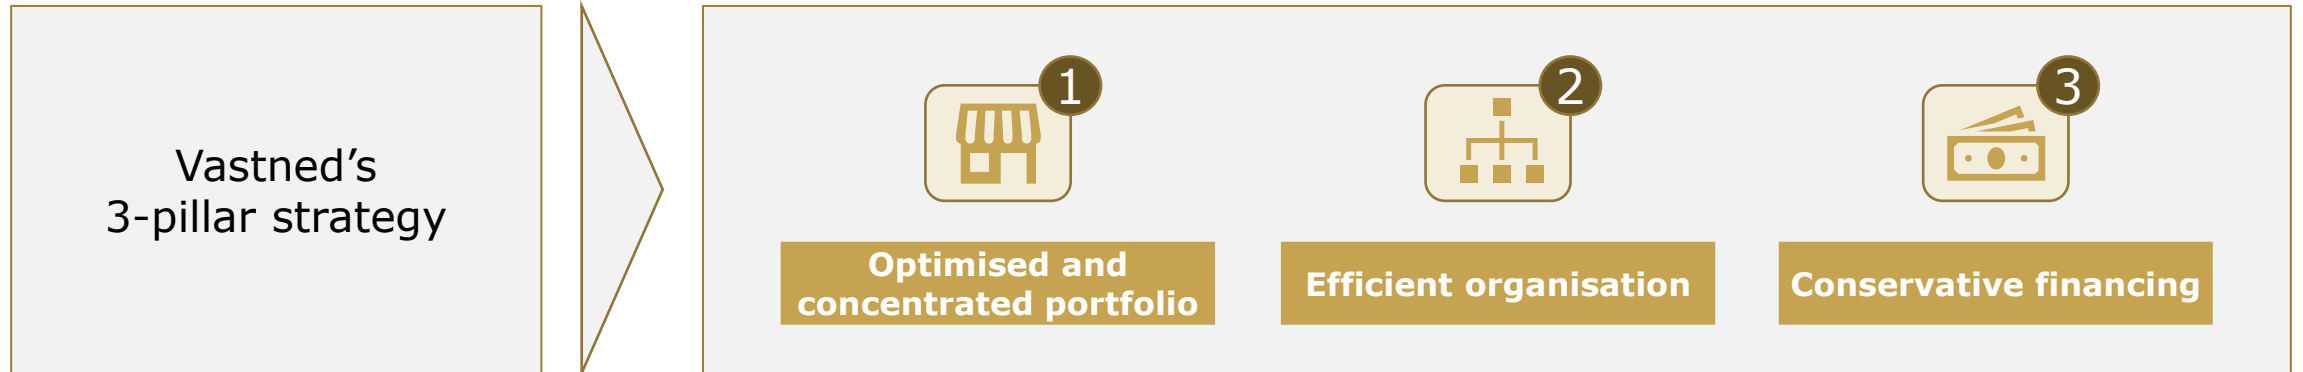 Vastned’s
3-pillar strategy
1
Optimised and
concentrated portfolio
2
Efficient organisation
3
Conservative financing